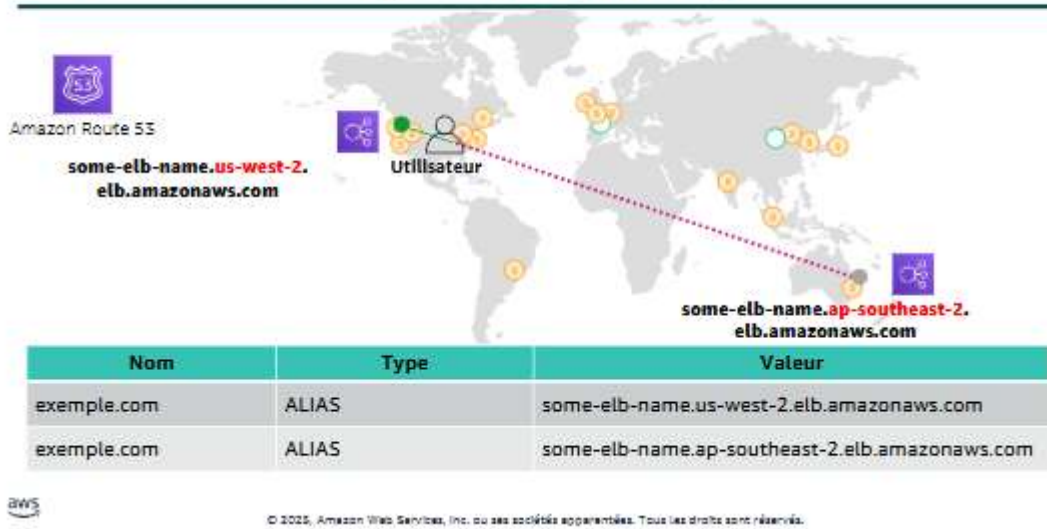 53
Amazon Route 53
some-elb-name.us-west-2.
elb.amazonaws.com
Utilisateur
some-elb-name.ap-southeast-2.
elb.amazonaws.com
Nom Type Valeur
exemple.com ALIAS some-elb-name.us-west-2.elb.amazonaws.com
exemple.com ALIAS some-elb-name.ap-southeast-2.elb.amazonaws.com
aws
© 2023, Amazon Web Services, Inc. ou ses sociétés apparentées. Tous les droits sont réservés.